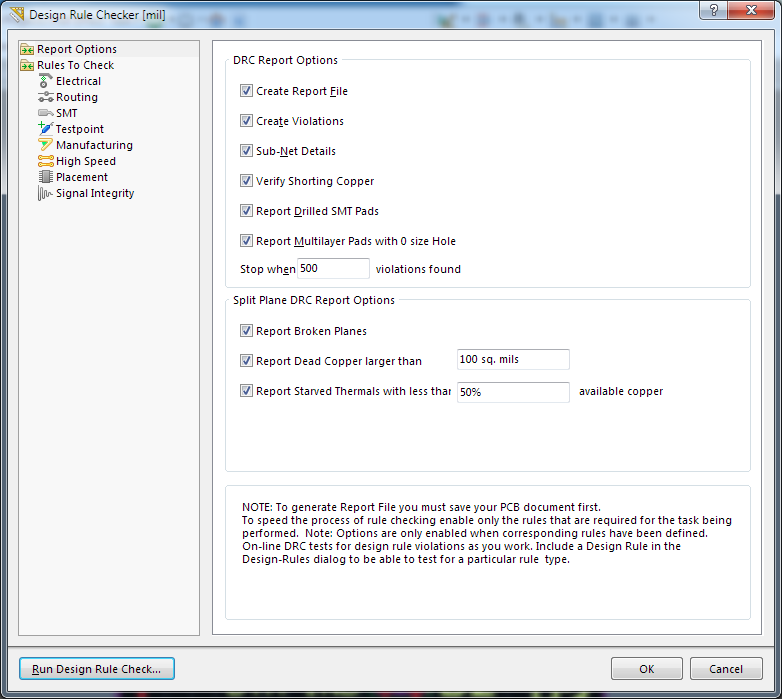 Design Rule Checker [mil]
Report Options
Rules To Check
Electrical
Routing
SMT
Testpoint
Manufacturing
High Speed
Placement
Signal Integrity
DRC Report Options
Create Report File
Create Violations
Sub-Net Details
Verify Shorting Copper
Report Drilled SMT Pads
Report Multilayer Pads with 0 size Hole
Stop when 500 violations found
Split Plane DRC Report Options
Report Broken Planes
Report Dead Copper larger than 100 sq. mils
Report Starved Thermals with less than 50% available copper
NOTE: To generate Report File you must save your PCB document first.
To speed the process of rule checking enable only the rules that are required for the task being
performed. Note: Options are only enabled when corresponding rules have been defined.
On-line DRC tests for design rule violations as you work. Include a Design Rule in the
Design-Rules dialog to be able to test for a particular rule type.
Run Design Rule Check... OK Cancel